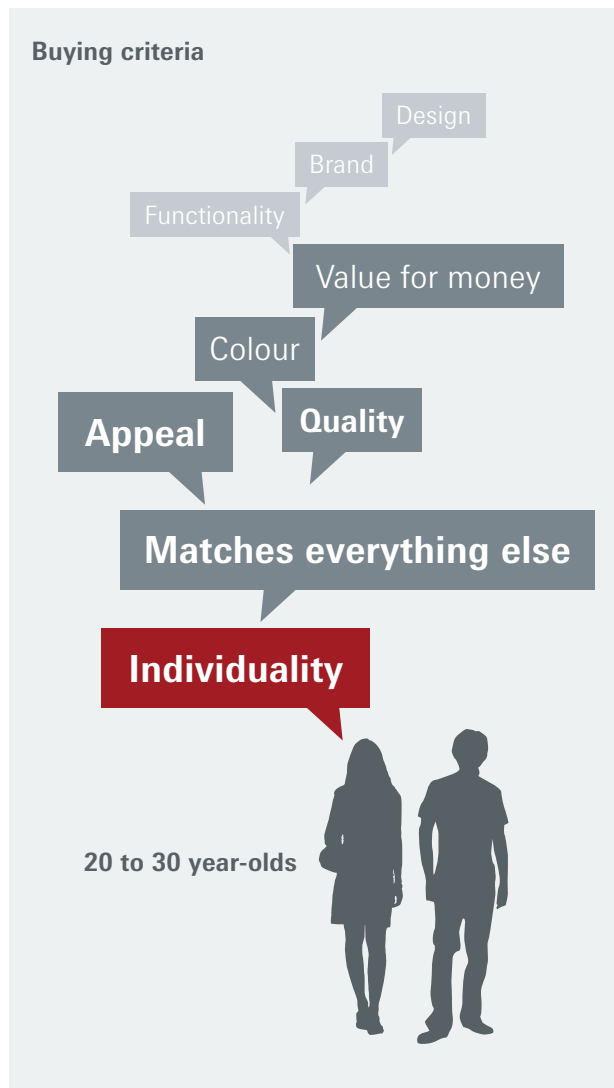 Buying criteria
Design
Brand
Functionality
Value for money
Colour
Appeal
Quality
Matches everything else
Individuality
20 to 30 year-olds